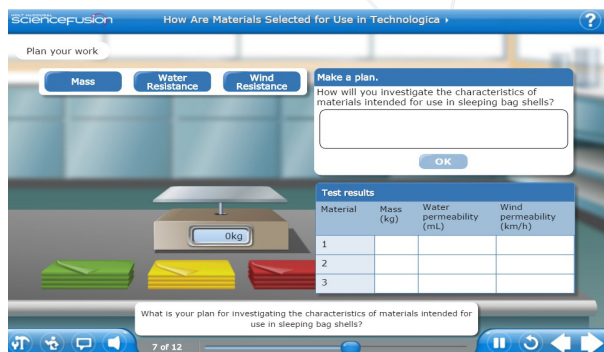 HOLT McDOUGAL
sciencefusion
How Are Materials Selected for Use in Technologica
?
Plan your work
Mass
Water
Resistance
Wind
Resistance
Make a plan.
How will you investigate the characteristics of
materials intended for use in sleeping bag shells?
OK
0kg
Test results
Material
Mass
(kg)
Water
permeability
(mL)
Wind
permeability
(km/h)
1
2
3
What is your plan for investigating the characteristics of materials intended for
use in sleeping bag shells?
7 of 12